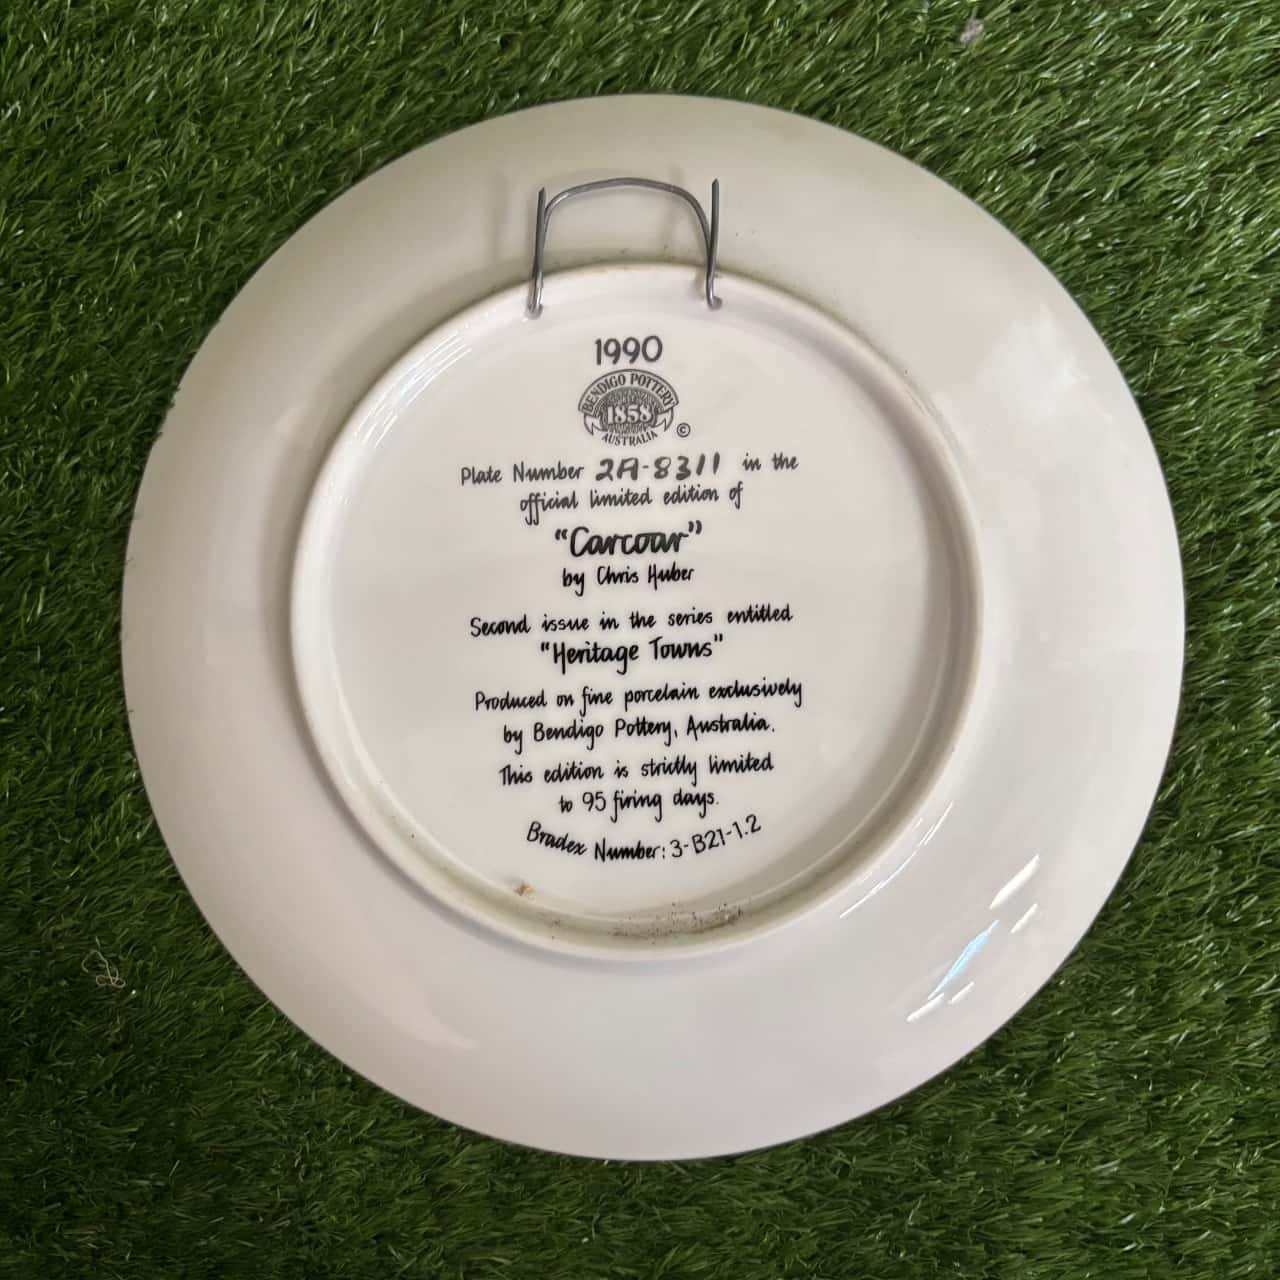 1990
BENDIGO POTTERY
1858
AUSTRALIA ©
Plate Number 2A-8311 in the
official limited edition of
"Carcoar"
by Chris Huber
Second issue in the series entitled
"Heritage Towns"
Produced on fine porcelain exclusively
by Bendigo Pottery, Australia.
This edition is strictly limited
to 95 firing days.
Bradex Number: 3-B21-1.2